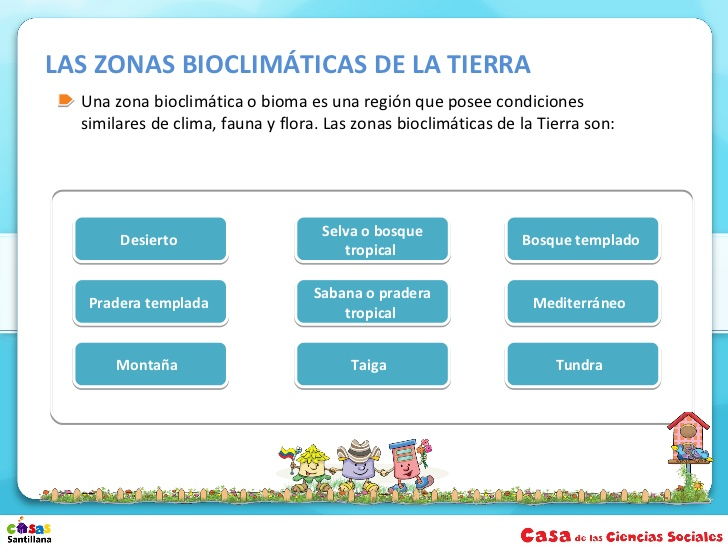 LAS ZONAS BIOCLIMÁTICAS DE LA TIERRA
Una zona bioclimática o bioma es una región que posee condiciones
similares de clima, fauna y flora. Las zonas bioclimáticas de la Tierra son:
Desierto
Selva o bosque
tropical
Bosque templado
Pradera templada
Sabana o pradera
tropical
Mediterráneo
Montaña
Taiga
Tundra
casas
Santillana
Casa de las Ciencias Sociales